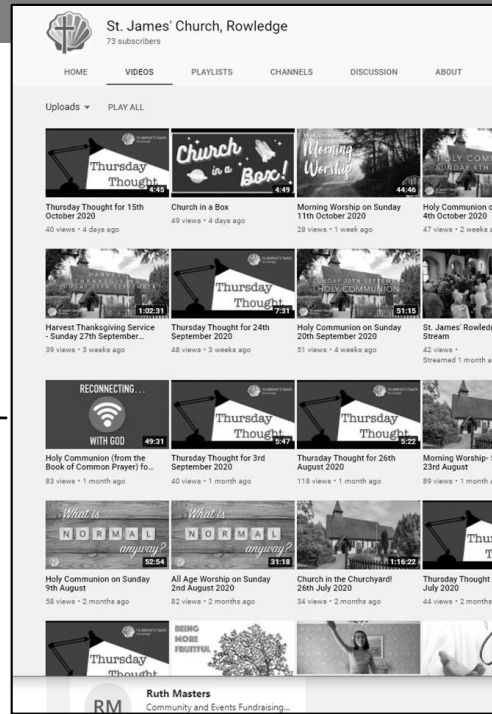 St. James' Church, Rowledge
73 subscribers
HOME VIDEOS PLAYLISTS CHANNELS DISCUSSION ABOUT
Uploads PLAY ALL
Thursday
Thought
4:45
Church
in a
Box!
4:49
Welcome to
Morning
Worship
44:46
HOLY COMM
SUNDAY 4TH
Thursday Thought for 15th
October 2020
40 views • 4 days ago
Church in a Box
49 views • 4 days ago
Morning Worship on Sunday
11th October 2020
28 views • 1 week ago
Holy Communion o
4th October 2020
47 views • 2 weeks a
HARVEST
THANKSGIVING
SUNDAY 27TH SEPTEMBER
1:02:31
Thursday
Thought
7:31
SUNDAY 20TH SEPTEMBER
HOLY COMMUNION
51:15
Harvest Thanksgiving Service
- Sunday 27th September...
39 views • 3 weeks ago
Thursday Thought for 24th
September 2020
48 views • 3 weeks ago
Holy Communion on Sunday
20th September 2020
51 views • 4 weeks ago
St. James' Rowledg
Stream
42 views •
Streamed 1 month a
RECONNECTING...
WITH GOD
49:31
Thursday
Thought
5:47
Thursday
Thought
5:22
Holy Communion (from the
Book of Common Prayer) fo...
83 views • 1 month ago
Thursday Thought for 3rd
September 2020
40 views • 1 month ago
Thursday Thought for 26th
August 2020
118 views • 1 month ago
Morning Worship- S
23rd August
89 views • 1 month a
What is
NORMAL
anyway?
52:54
What is
NORMAL
anyway?
31:18
1:16:22
Thur
T
Holy Communion on Sunday
9th August
58 views • 2 months ago
All Age Worship on Sunday
2nd August 2020
82 views • 2 months ago
Church in the Churchyard!
26th July 2020
34 views • 2 months ago
Thursday Thought
July 2020
44 views • 2 months
Thursday
Thought
BEING
MORE
FRUITFUL
RM
Ruth Masters
Community and Events Fundraising...